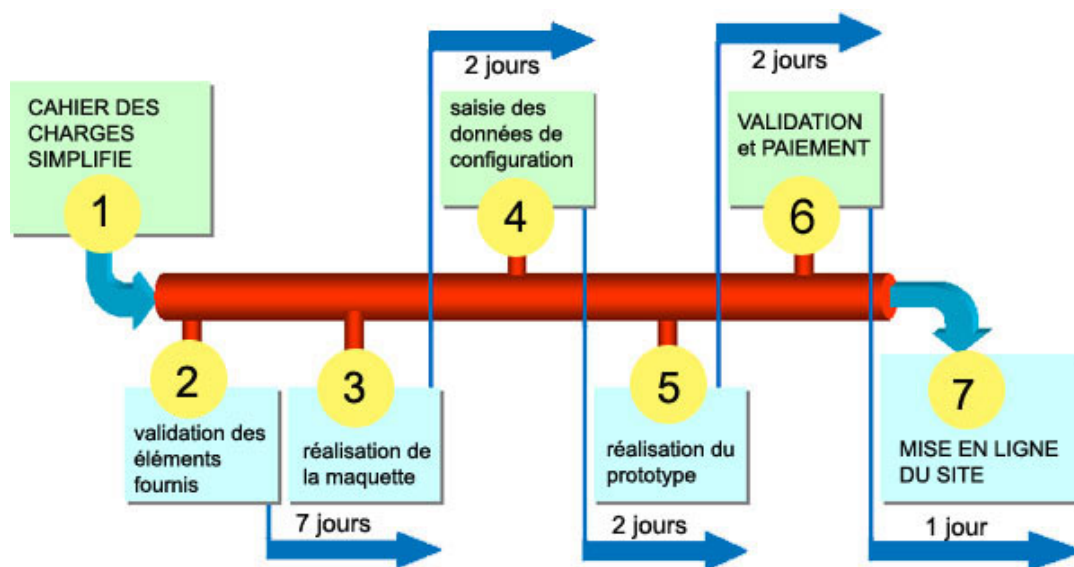 CAHIER DES
CHARGES
SIMPLIFIE
1
2
validation des
éléments
fournis
7 jours
3
réalisation de
la maquette
2 jours
saisie des
données de
configuration
4
2 jours
5
réalisation du
prototype
2 jours
VALIDATION
et PAIEMENT
6
1 jour
7
MISE EN LIGNE
DU SITE